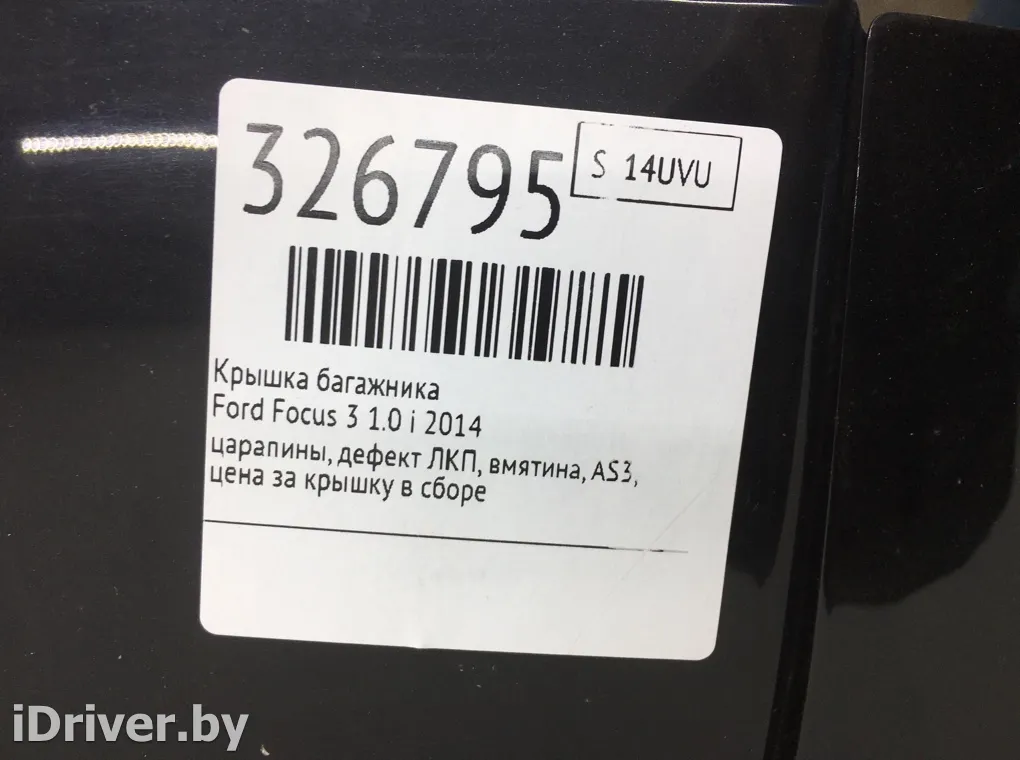 326795
S 14UVU
Крышка багажника
Ford Focus 3 1.0 i 2014
царапины, дефект ЛКП, вмятина, AS3,
цена за крышку в сборе
iDriver.by